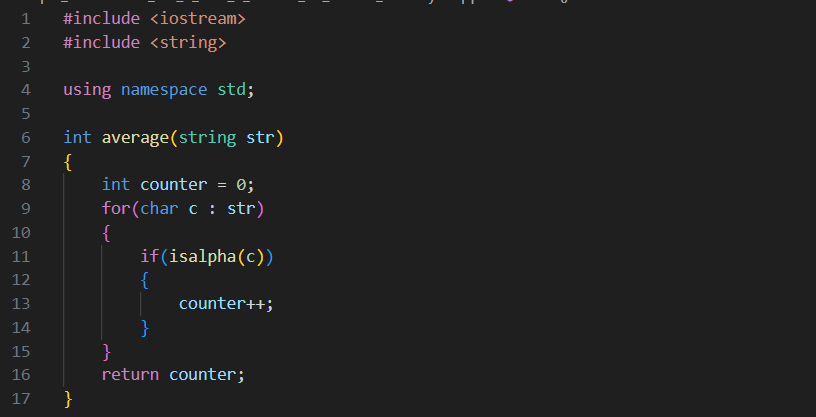 1 #include <iostream>
2 #include <string>
3
4 using namespace std;
5
6 int average(string str)
7 {
8 int counter = 0;
9 for(char c : str)
10 {
11 if(isalpha(c))
12 {
13 counter++;
14 }
15 }
16 return counter;
17 }